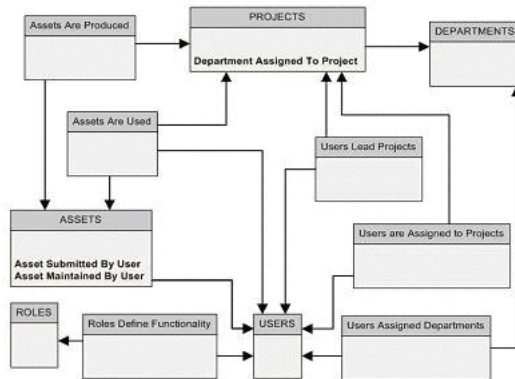 PROJECTS
Assets Are Produced
DEPARTMENTS
Department Assigned To Project
Assets Are Used
Users Lead Projects
ASSETS
Users are Assigned to Projects
Asset Submitted By User
Asset Maintained By User
ROLES
Roles Define Functionality
USERS
Users Assigned Departments